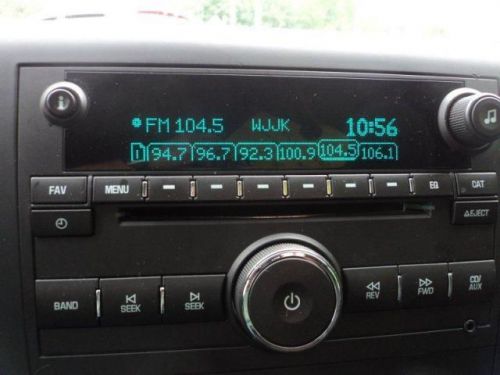 FM 104.5 WJJK 10:56
1 94.7 96.7 92.3 100.9 104.5 106.1
FAV MENU EQ CAT
EJECT
BAND SEEK SEEK REV FWD CD/AUX